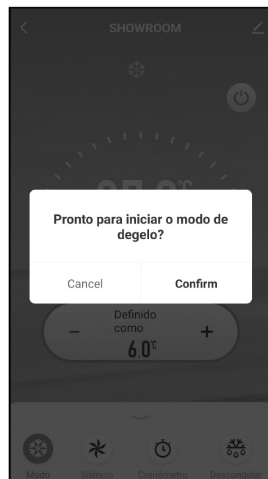 SHOWROOM
Pronto para iniciar o modo de
degelo?
Cancel
Confirm
Definido
como
−
+
6.0℃
Modo
Silêncio
Cronômetro
Descongelar